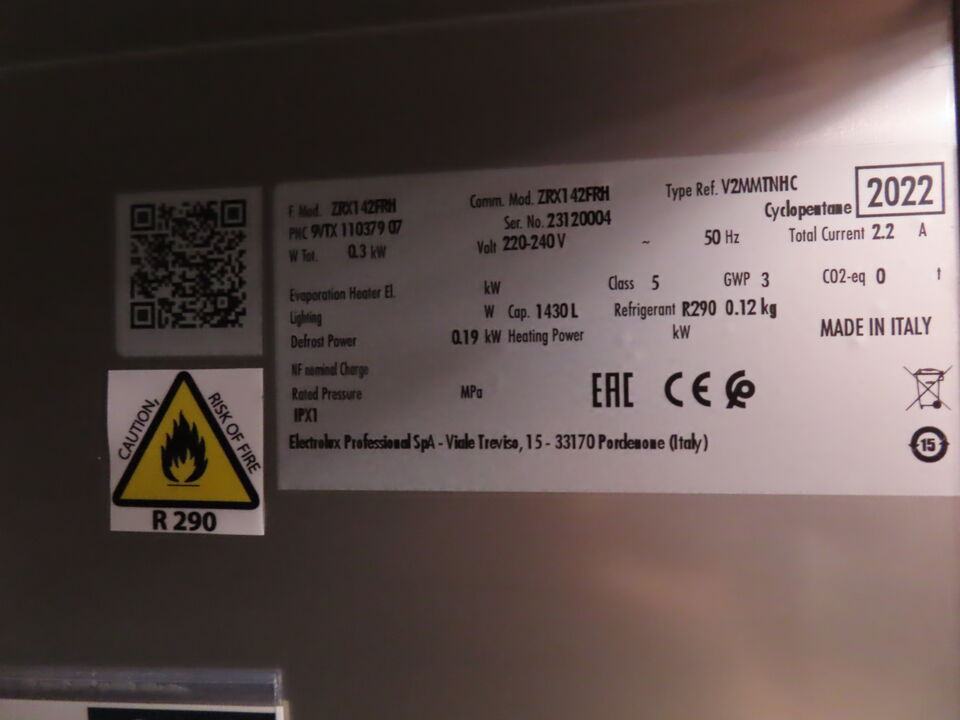 F. Mod. ZRX142FRH
Comm. Mod. ZRX142FRH
Type Ref. V2MMTNHC
2022
PNC 9VTX 110379 07
Ser. No. 23120004
Cyclopentane
W Tot. 0.3 kW
Volt 220-240 V ~ 50 Hz
Total Current 2.2 A
Evaporation Heater El. kW
Class 5
GWP 3
CO2-eq 0 t
Lighting W
Cap. 1430 L
Refrigerant R290 0.12 kg
Defrost Power 0.19 kW
Heating Power kW
MADE IN ITALY
NF nominal Charge
Rated Pressure MPa
EAC CE
IPX1
Electrolux Professional SpA - Viale Treviso, 15 - 33170 Pordenone (Italy)
15
CAUTION, RISK OF FIRE
R 290